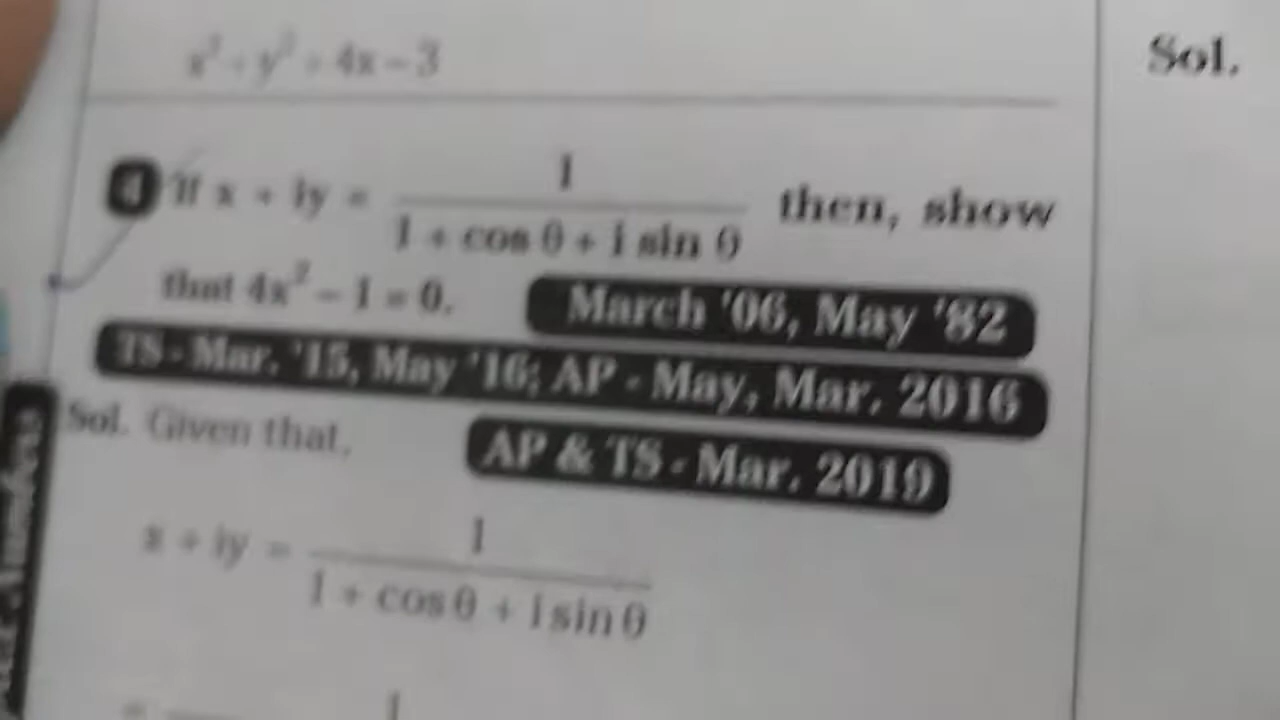 x² + y² = 4x - 3
Sol.
4 If x + iy = 1 / (1 + cos θ + i sin θ) then, show
that 4x² - 1 = 0. March '06, May '82
TS - Mar. '15, May '16; AP - May, Mar. 2016
Sol. Given that, AP & TS - Mar. 2019
x + iy = 1 / (1 + cos θ + i sin θ)
= 1